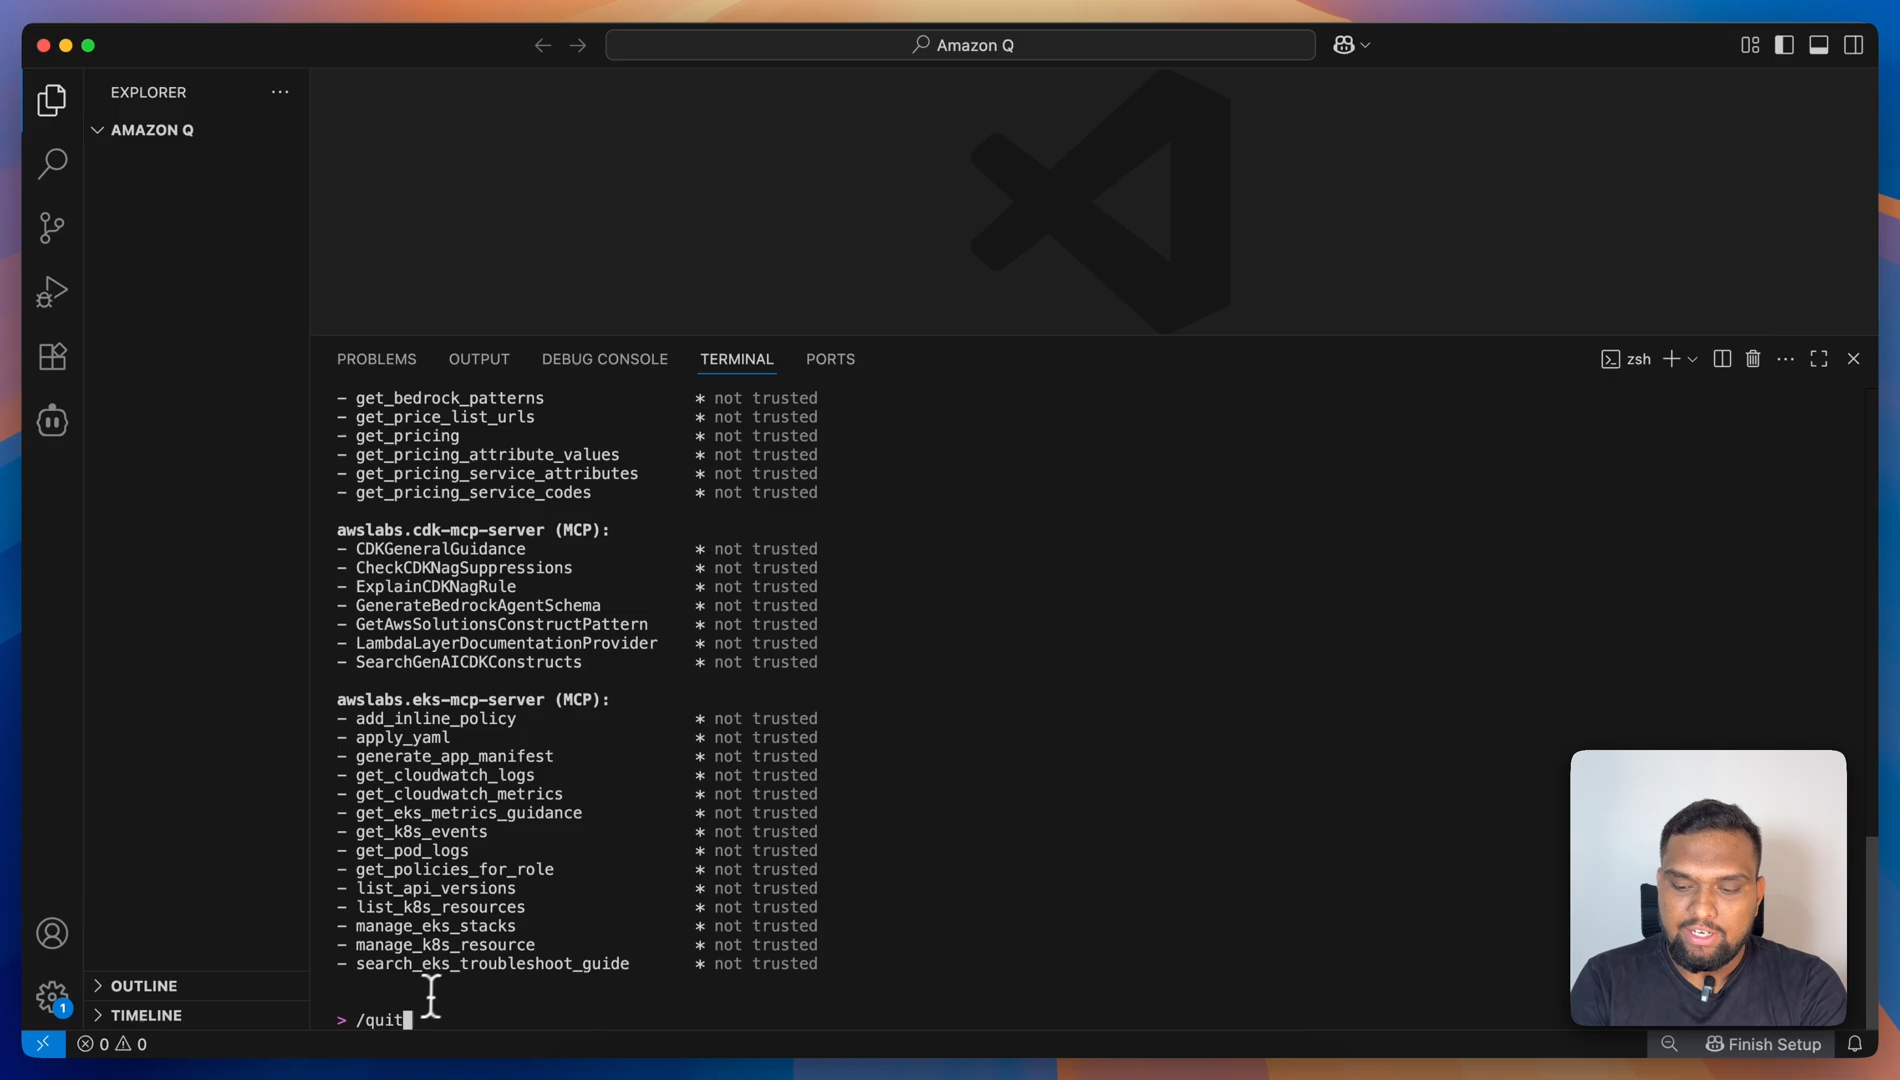 Amazon Q
EXPLORER
AMAZON Q
PROBLEMS OUTPUT DEBUG CONSOLE TERMINAL PORTS
zsh
- get_bedrock_patterns * not trusted
- get_price_list_urls * not trusted
- get_pricing * not trusted
- get_pricing_attribute_values * not trusted
- get_pricing_service_attributes * not trusted
- get_pricing_service_codes * not trusted
awslabs.cdk-mcp-server (MCP):
- CDKGeneralGuidance * not trusted
- CheckCDKNagSuppressions * not trusted
- ExplainCDKNagRule * not trusted
- GenerateBedrockAgentSchema * not trusted
- GetAwsSolutionsConstructPattern * not trusted
- LambdaLayerDocumentationProvider * not trusted
- SearchGenAICDKConstructs * not trusted
awslabs.eks-mcp-server (MCP):
- add_inline_policy * not trusted
- apply_yaml * not trusted
- generate_app_manifest * not trusted
- get_cloudwatch_logs * not trusted
- get_cloudwatch_metrics * not trusted
- get_eks_metrics_guidance * not trusted
- get_k8s_events * not trusted
- get_pod_logs * not trusted
- get_policies_for_role * not trusted
- list_api_versions * not trusted
- list_k8s_resources * not trusted
- manage_eks_stacks * not trusted
- manage_k8s_resource * not trusted
- search_eks_troubleshoot_guide * not trusted
> /quit
OUTLINE
TIMELINE
1
0 0
Finish Setup